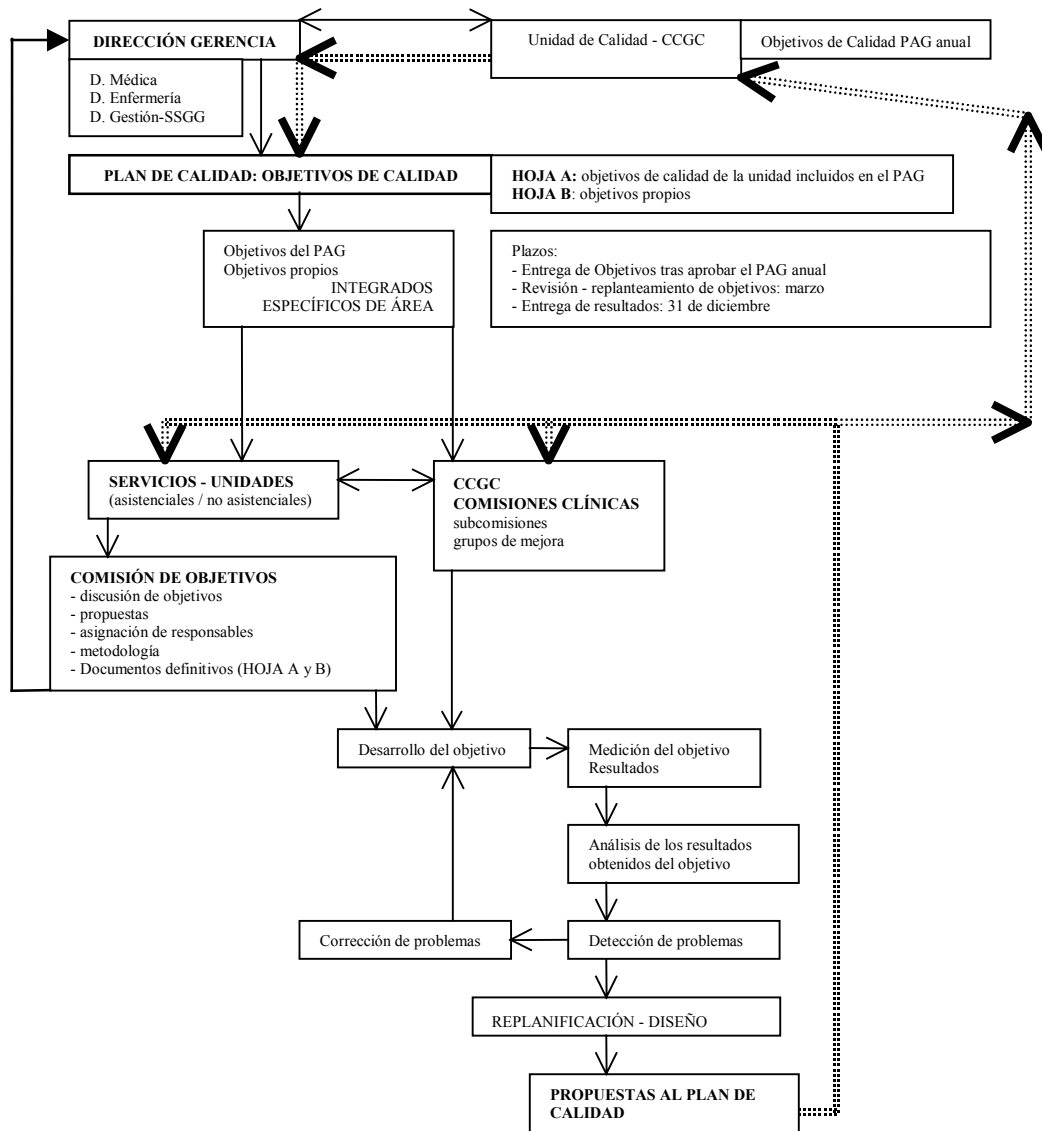 DIRECCIÓN GERENCIA
Unidad de Calidad - CCGC
Objetivos de Calidad PAG anual
D. Médica
D. Enfermería
D. Gestión-SSGG
PLAN DE CALIDAD: OBJETIVOS DE CALIDAD
HOJA A: objetivos de calidad de la unidad incluidos en el PAG
HOJA B: objetivos propios
Objetivos del PAG
Objetivos propios
INTEGRADOS
ESPECÍFICOS DE ÁREA
Plazos:
- Entrega de Objetivos tras aprobar el PAG anual
- Revisión - replanteamiento de objetivos: marzo
- Entrega de resultados: 31 de diciembre
SERVICIOS - UNIDADES
(asistenciales / no asistenciales)
CCGC
COMISIONES CLÍNICAS
subcomisiones
grupos de mejora
COMISIÓN DE OBJETIVOS
- discusión de objetivos
- propuestas
- asignación de responsables
- metodología
- Documentos definitivos (HOJA A y B)
Desarrollo del objetivo
Medición del objetivo
Resultados
Análisis de los resultados
obtenidos del objetivo
Corrección de problemas
Detección de problemas
REPLANIFICACIÓN - DISEÑO
PROPUESTAS AL PLAN DE
CALIDAD